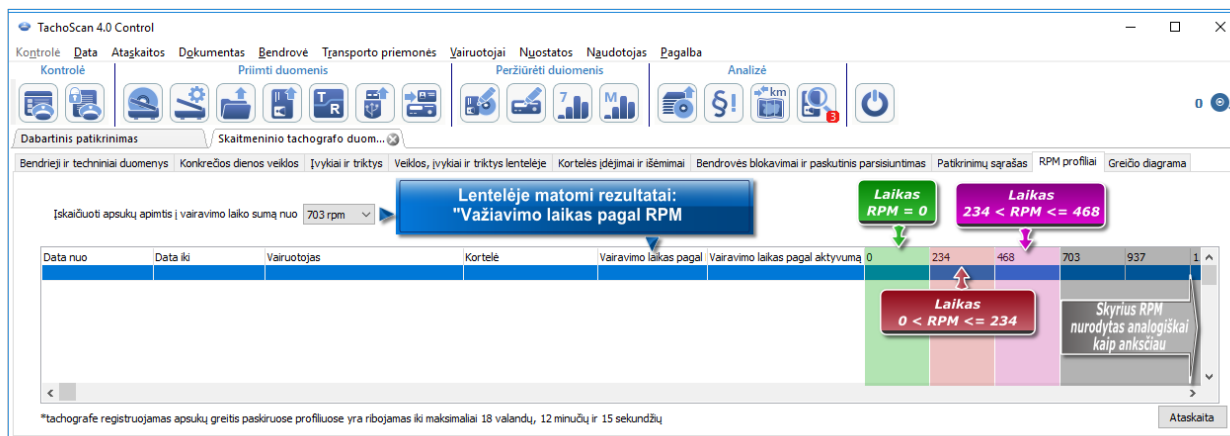 TachoScan 4.0 Control
Kontrolė Data Ataskaitos Dokumentas Bendrovė Transporto priemonės Vairuotojai Nuostatos Naudotojas Pagalba
Kontrolė Priimti duomenis Peržiūrėti duiomenis Analizė
T R 7 M §! km 3 0
Dabartinis patikrinimas Skaitmeninio tachografo duom...
Bendrieji ir techniniai duomenys Konkrečios dienos veiklos Įvykiai ir triktys Veiklos, įvykiai ir triktys lentelėje Kortelės įdėjimai ir išėmimai Bendrovės blokavimai ir paskutinis parsisiuntimas Patikrinimų sąrašas RPM profiliai Greičio diagrama
Įskaičiuoti apsukų apimtis į vairavimo laiko sumą nuo 703 rpm
Lentelėje matomi rezultatai:
"Važiavimo laikas pagal RPM
Laikas
RPM = 0
Laikas
234 < RPM <= 468
Data nuo Data iki Vairuotojas Kortelė Vairavimo laikas pagal Vairavimo laikas pagal aktyvumą 0 234 468 703 937 1
Laikas
0 < RPM <= 234
Skyrius RPM
nurodytas analogiškai
kaip anksčiau
*tachografe registruojamas apsukų greitis paskiruose profiliuose yra ribojamas iki maksimaliai 18 valandų, 12 minučių ir 15 sekundžių
Ataskaita